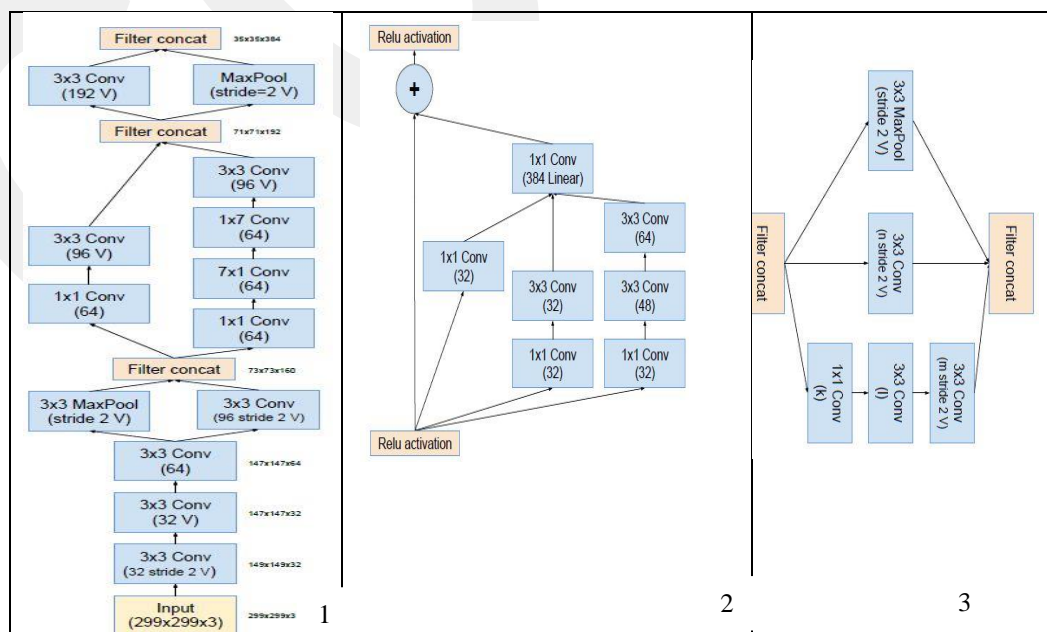 Filter concat
35x35x384
3x3 Conv
(192 V)
MaxPool
(stride=2 V)
Filter concat
71x71x192
3x3 Conv
(96 V)
1x7 Conv
(64)
3x3 Conv
(96 V)
7x1 Conv
(64)
1x1 Conv
(64)
1x1 Conv
(64)
Filter concat
73x73x160
3x3 MaxPool
(stride 2 V)
3x3 Conv
(96 stride 2 V)
3x3 Conv
(64)
147x147x64
3x3 Conv
(32 V)
147x147x32
3x3 Conv
(32 stride 2 V)
149x149x32
Input
(299x299x3)
299x299x3
1
Relu activation
+
1x1 Conv
(384 Linear)
3x3 Conv
(64)
1x1 Conv
(32)
3x3 Conv
(32)
3x3 Conv
(48)
1x1 Conv
(32)
1x1 Conv
(32)
Relu activation
2
3x3 MaxPool
(stride 2 V)
Filter concat
3x3 Conv
(n stride 2 V)
Filter concat
1x1 Conv
(k)
3x3 Conv
(l)
3x3 Conv
(m stride 2 V)
3